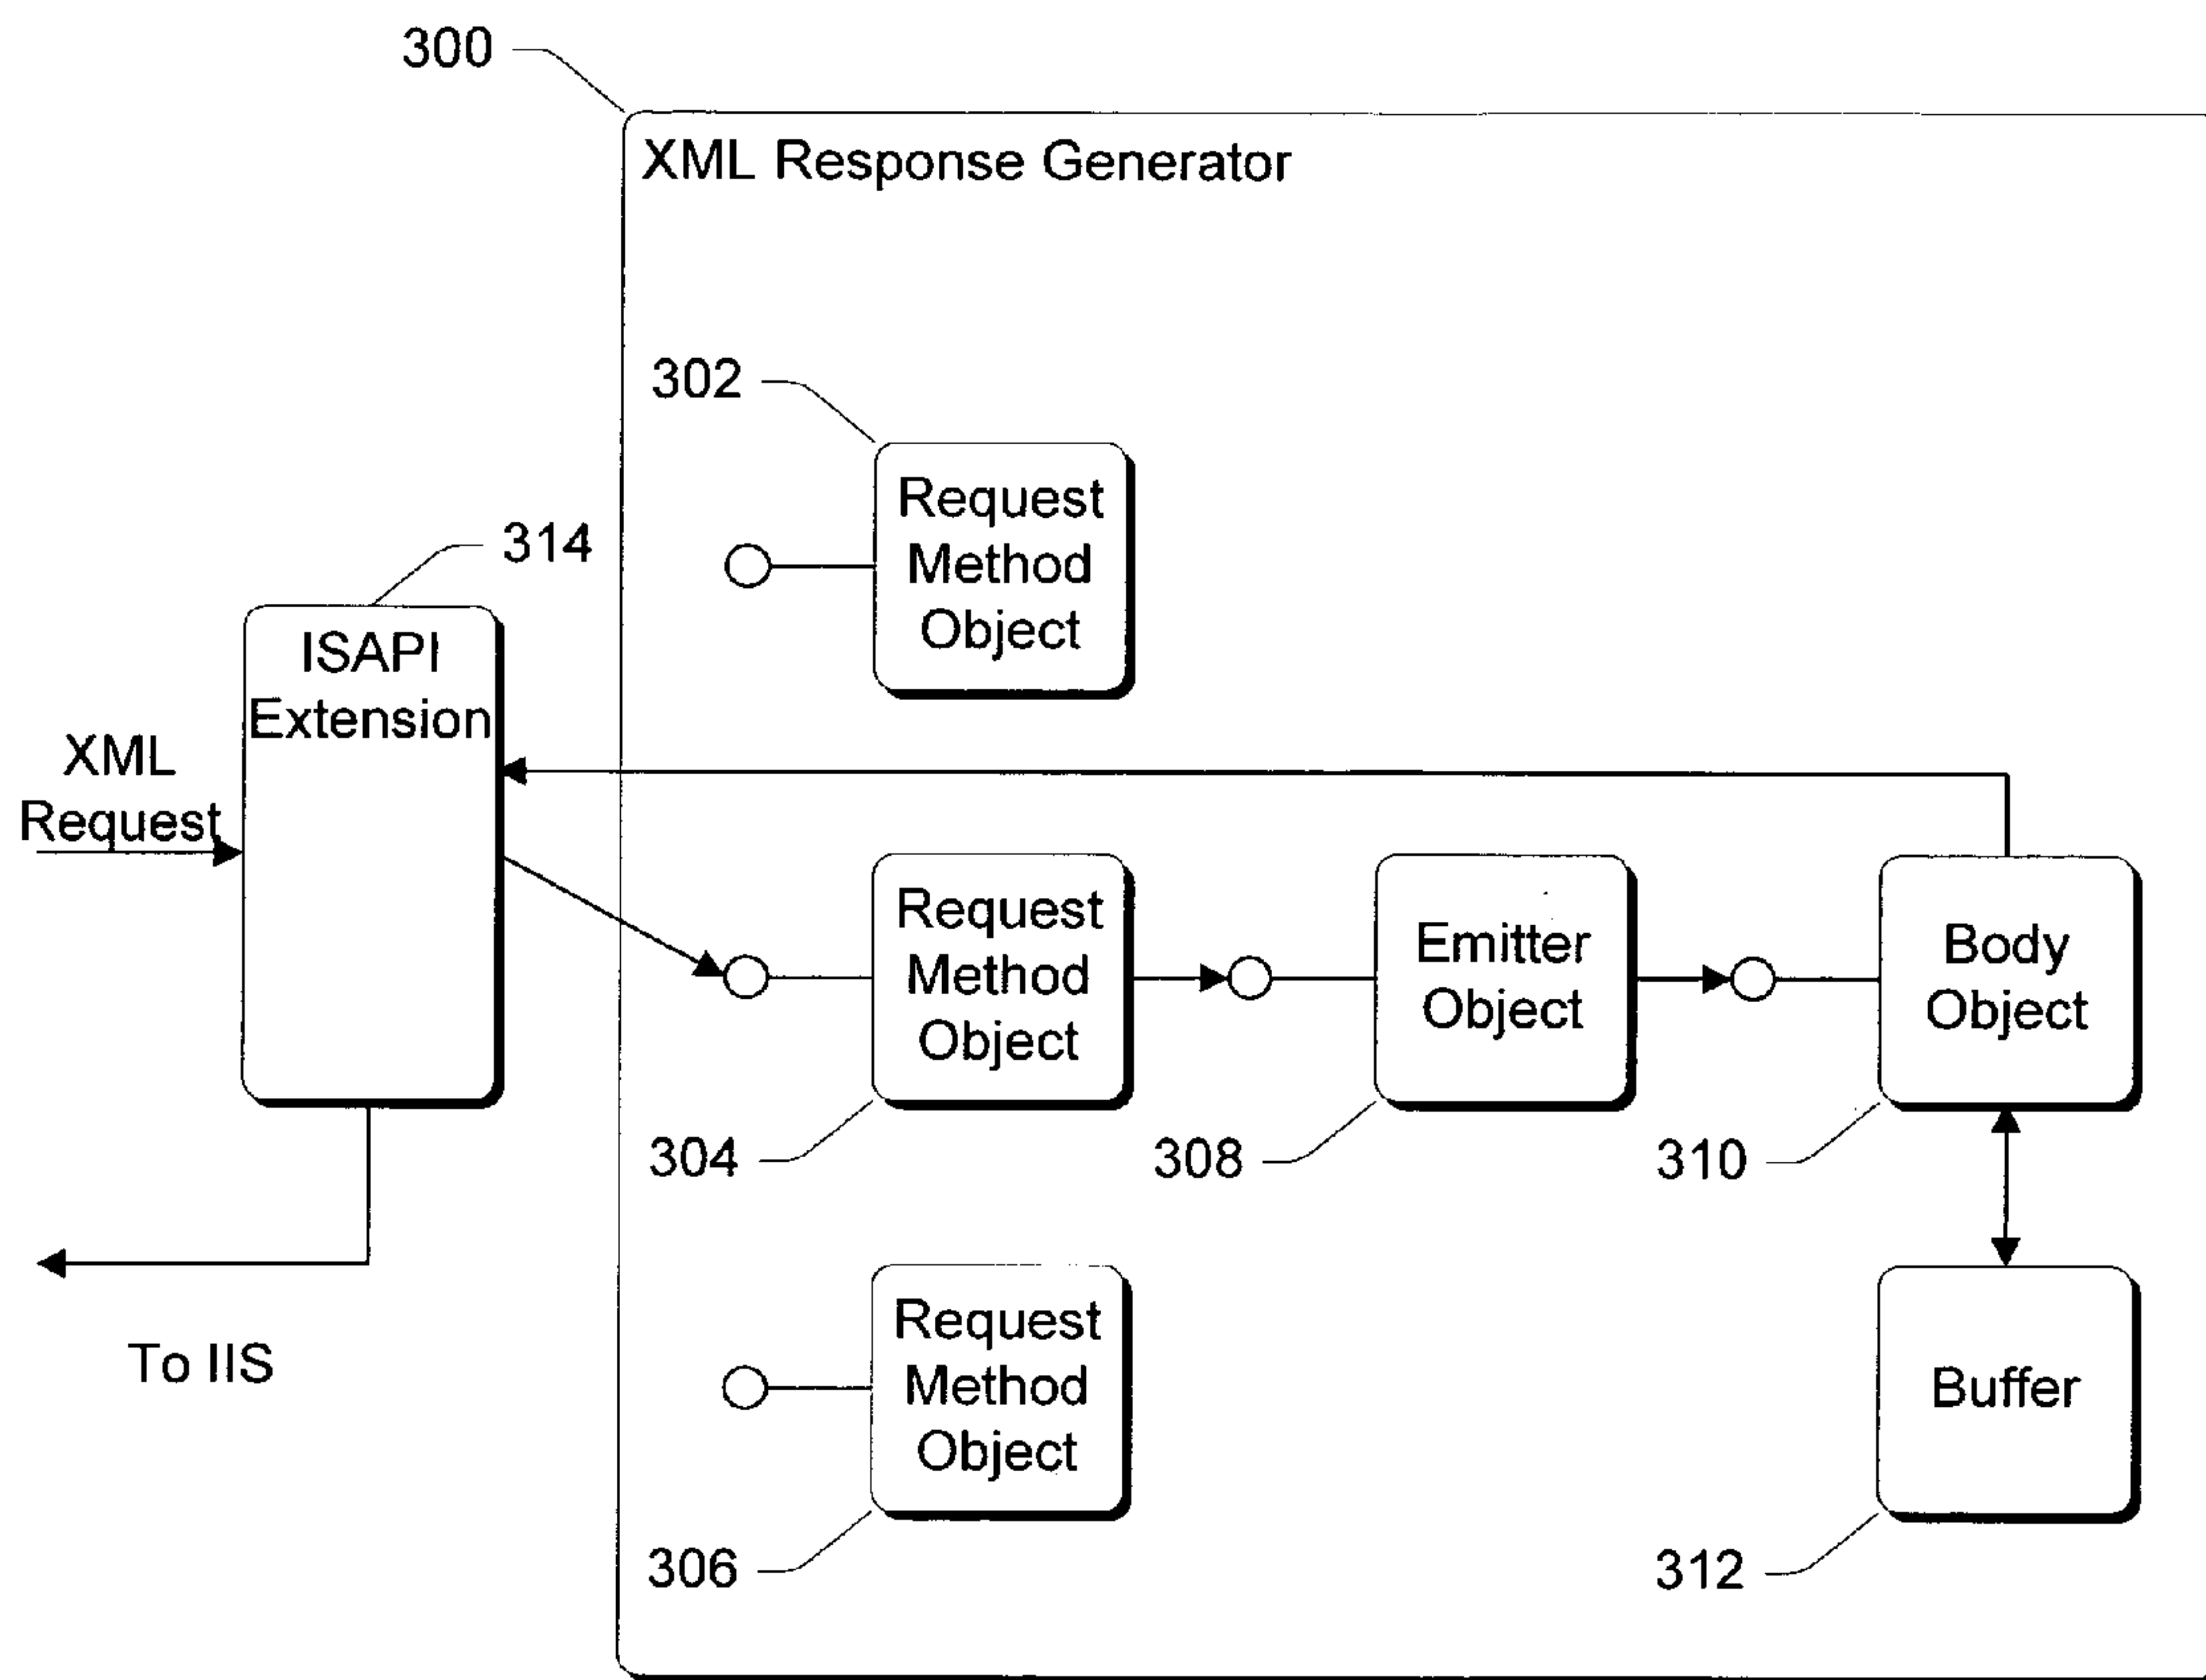 300
XML Response Generator
302
Request
Method
Object
314
ISAPI
Extension
XML
Request
Request
Method
Object
Emitter
Object
Body
Object
304
308
310
To IIS
Request
Method
Object
Buffer
306
312